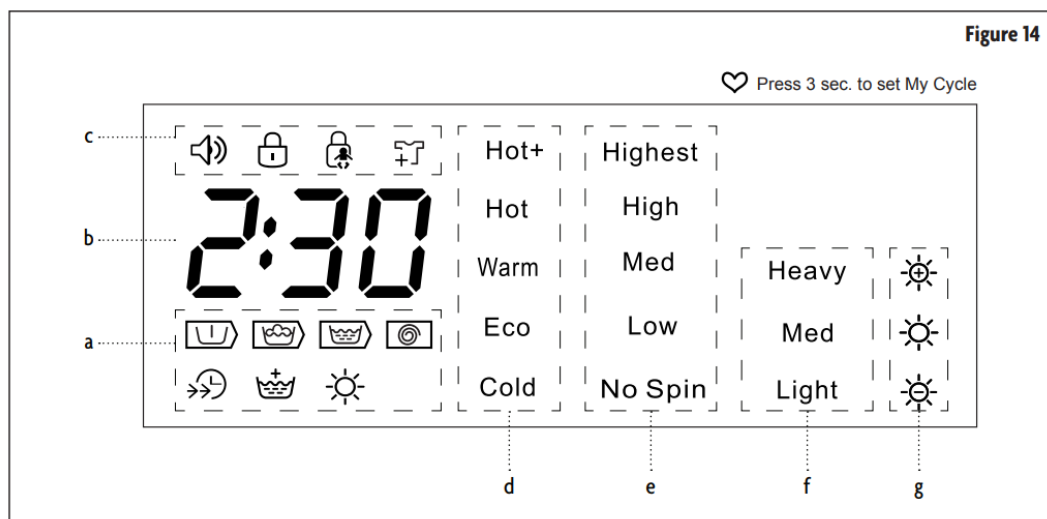 Figure 14
Press 3 sec. to set My Cycle
c
Hot+
Highest
2:30
Hot
High
b
Warm
Med
Heavy
a
Eco
Low
Med
Cold
No Spin
Light
d
e
f
g